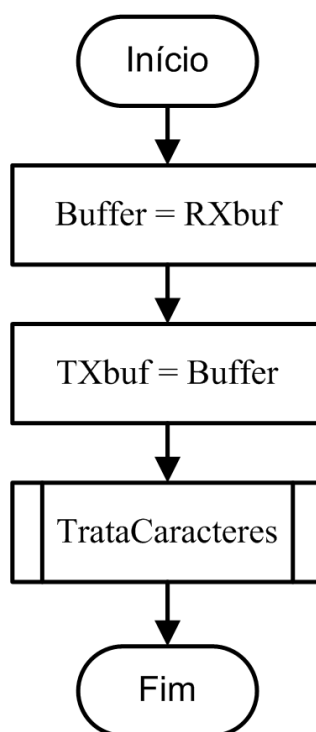 Início
Buffer = RXbuf
TXbuf = Buffer
TrataCaracteres
Fim